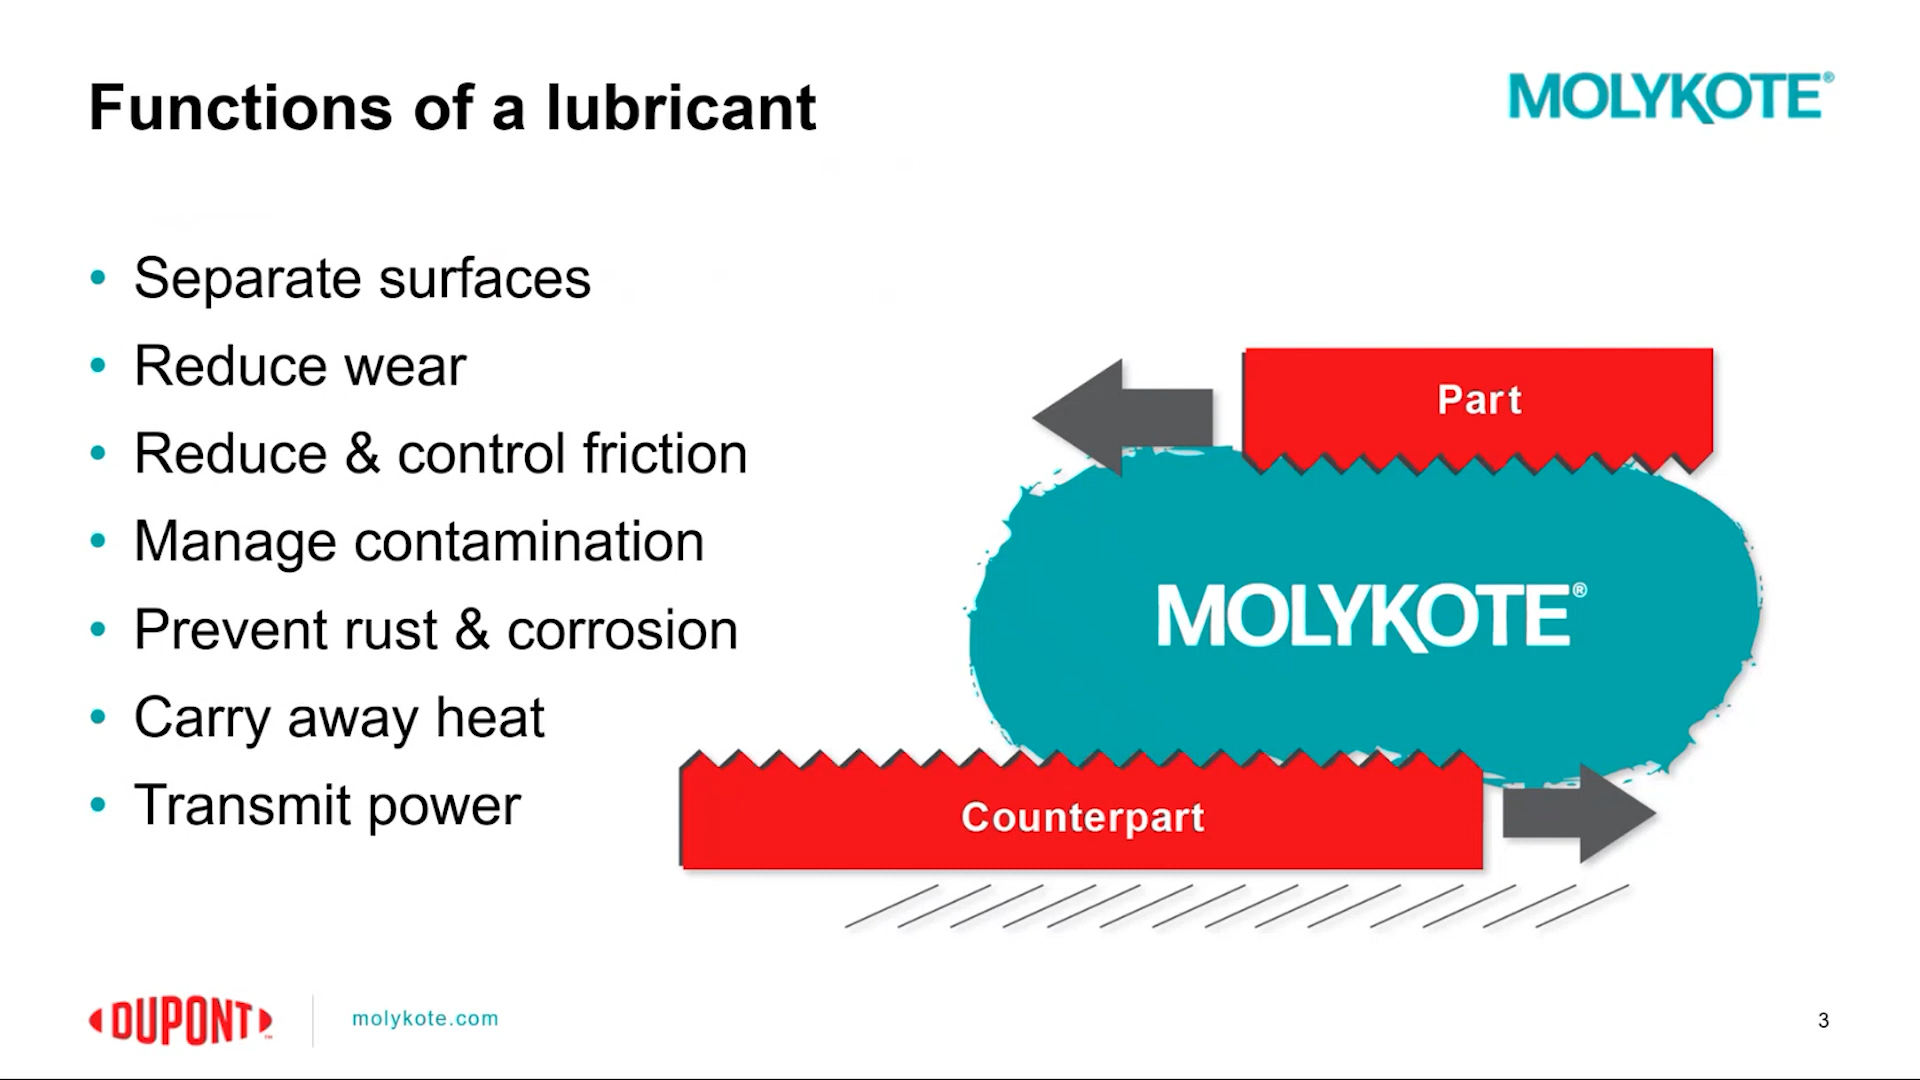 Functions of a lubricant
MOLYKOTE®
• Separate surfaces
• Reduce wear
• Reduce & control friction
• Manage contamination
• Prevent rust & corrosion
• Carry away heat
• Transmit power
Part
MOLYKOTE®
Counterpart
DUPONT™
molykote.com
3